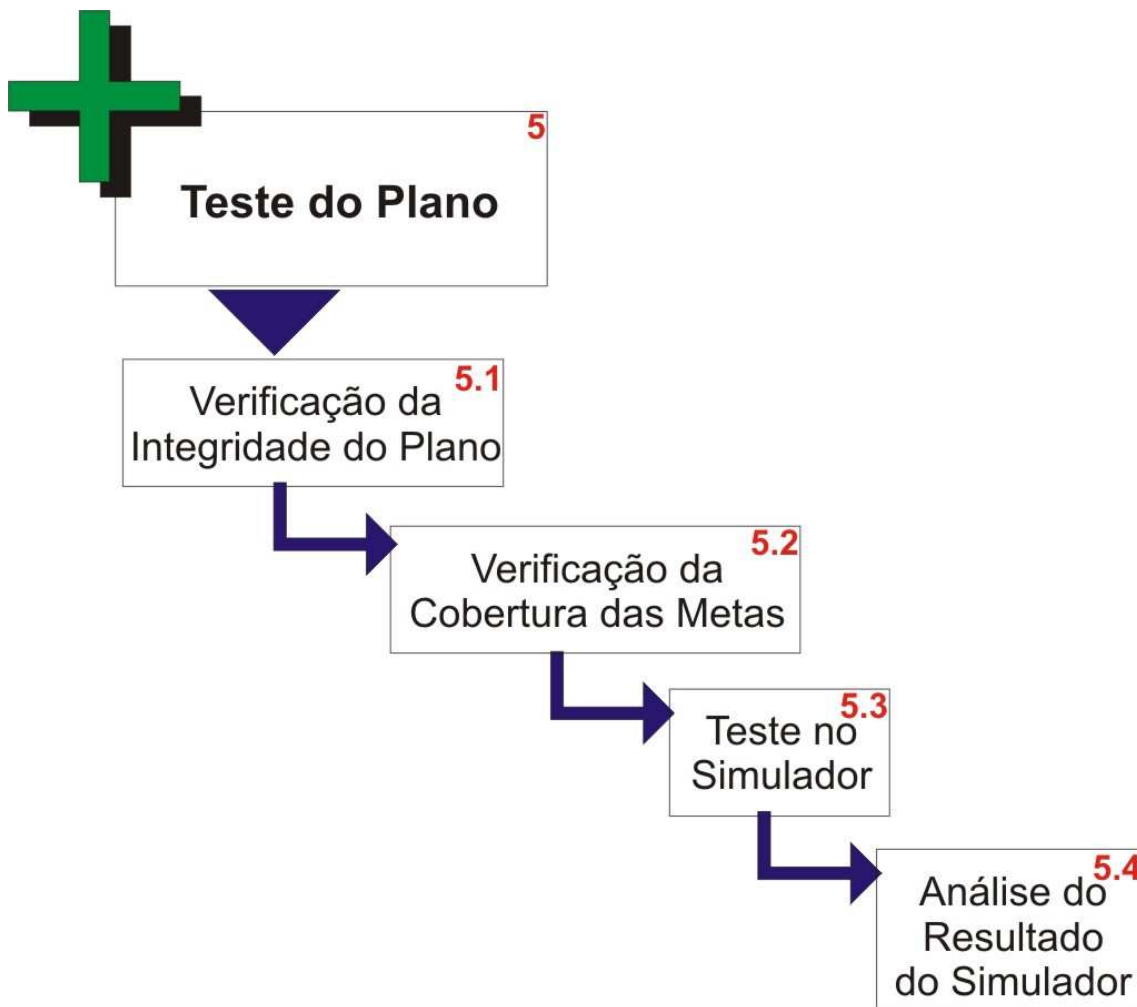 5
Teste do Plano
5.1
Verificação da
Integridade do Plano
5.2
Verificação da
Cobertura das Metas
5.3
Teste no
Simulador
5.4
Análise do
Resultado
do Simulador